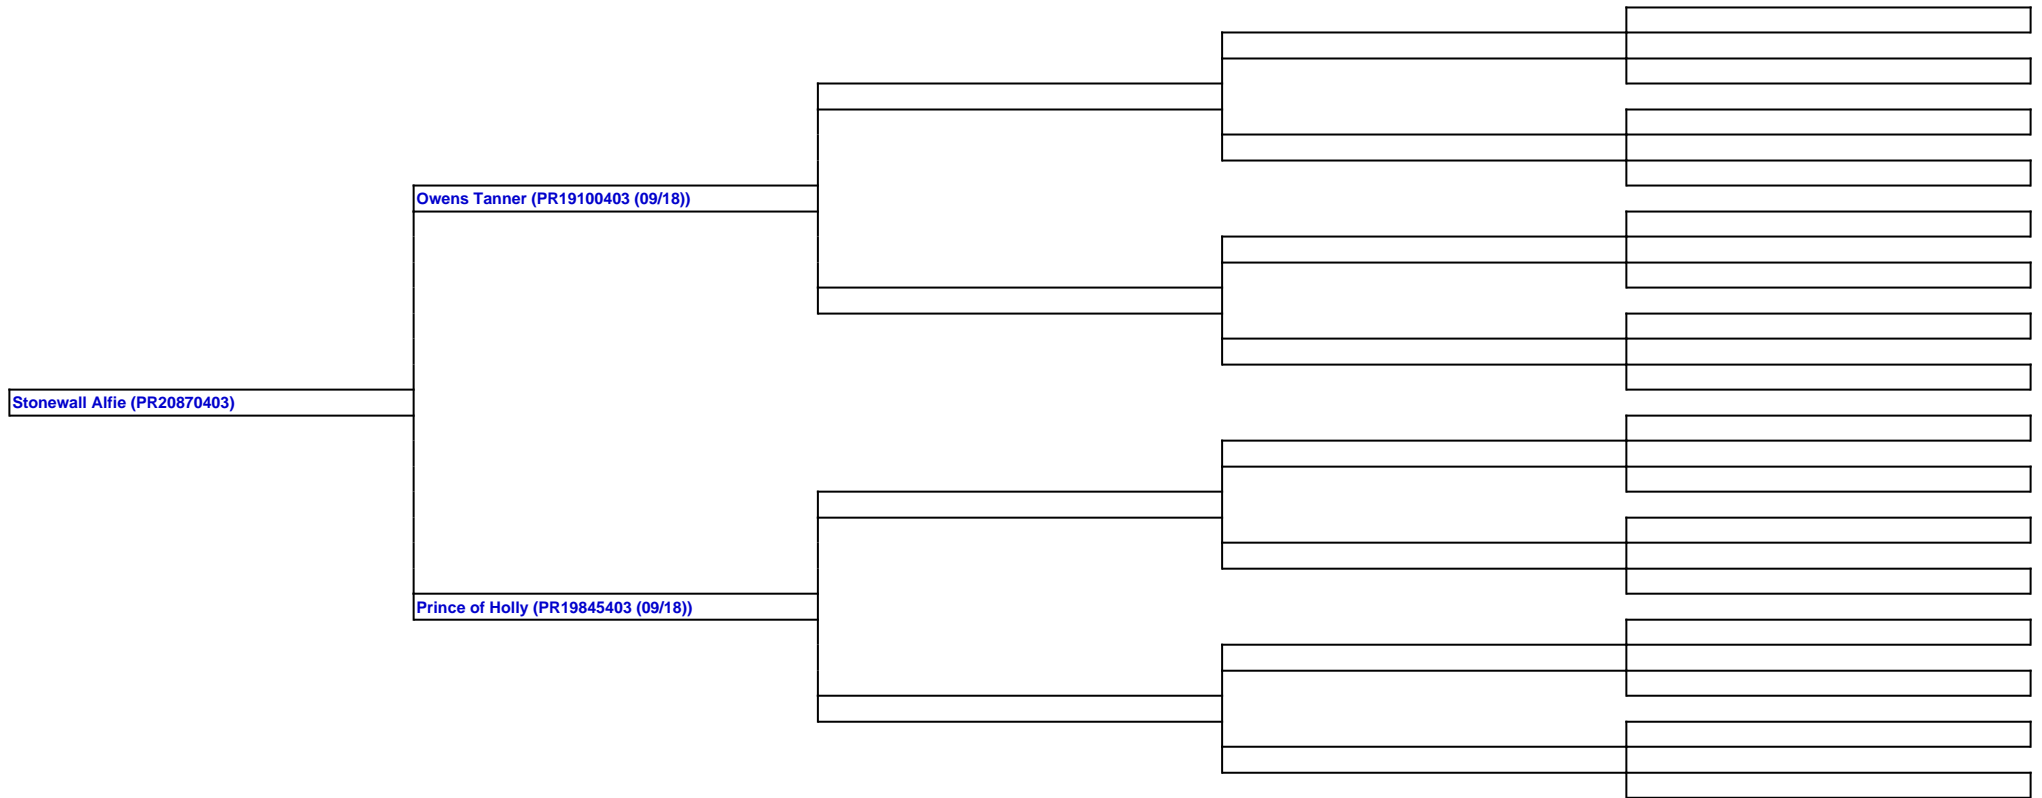 Owens Tanner (PR19100403 (09/18))
Stonewall Alfie (PR20870403)
Prince of Holly (PR19845403 (09/18))